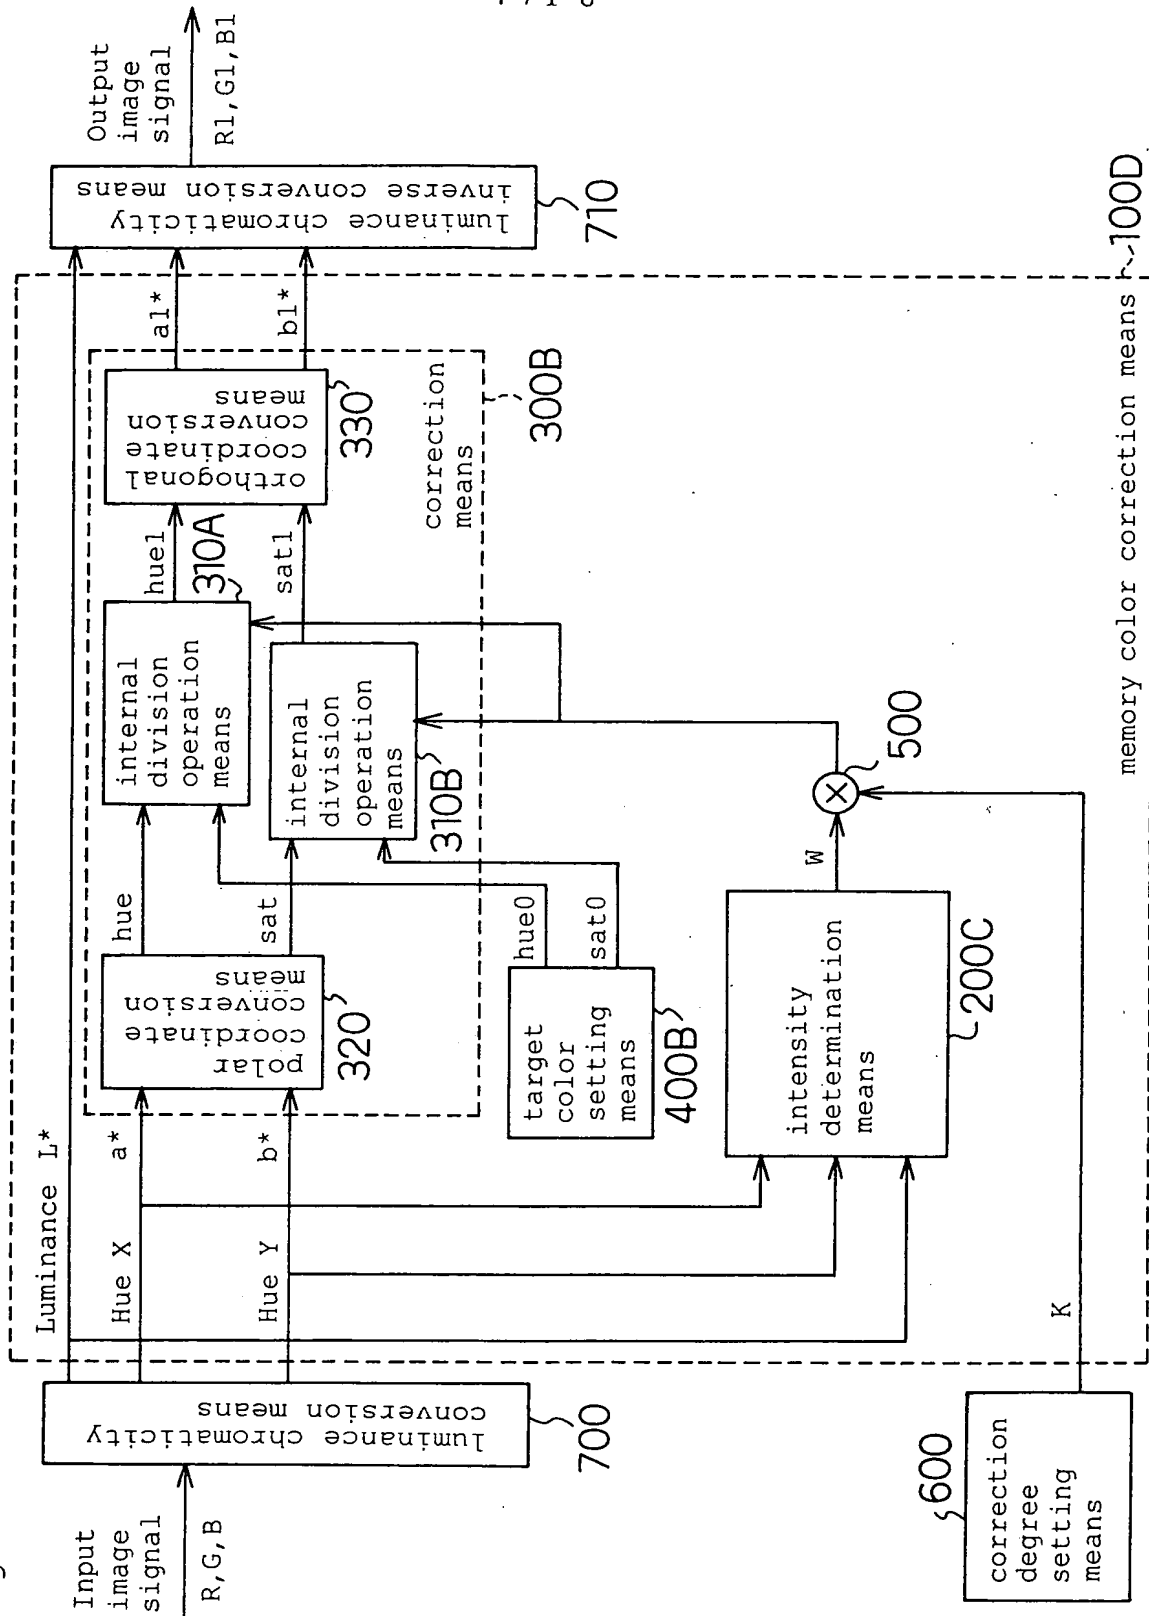 Input
image
signal
R,G,B
luminance chromaticity
conversion means
700
Luminance L*
Hue X
a*
Hue Y
b*
polar
coordinate
conversion
means
320
hue
sat
internal
division
operation
means
310A
internal
division
operation
means
310B
hue1
sat1
orthogonal
coordinate
conversion
means
330
correction
means
300B
a1*
b1*
luminance chromaticity
inverse conversion means
710
Output
image
signal
R1,G1,B1
target
color
setting
means
400B
hue0
sat0
intensity
determination
means
200C
W
500
K
correction
degree
setting
means
600
memory color correction means
100D